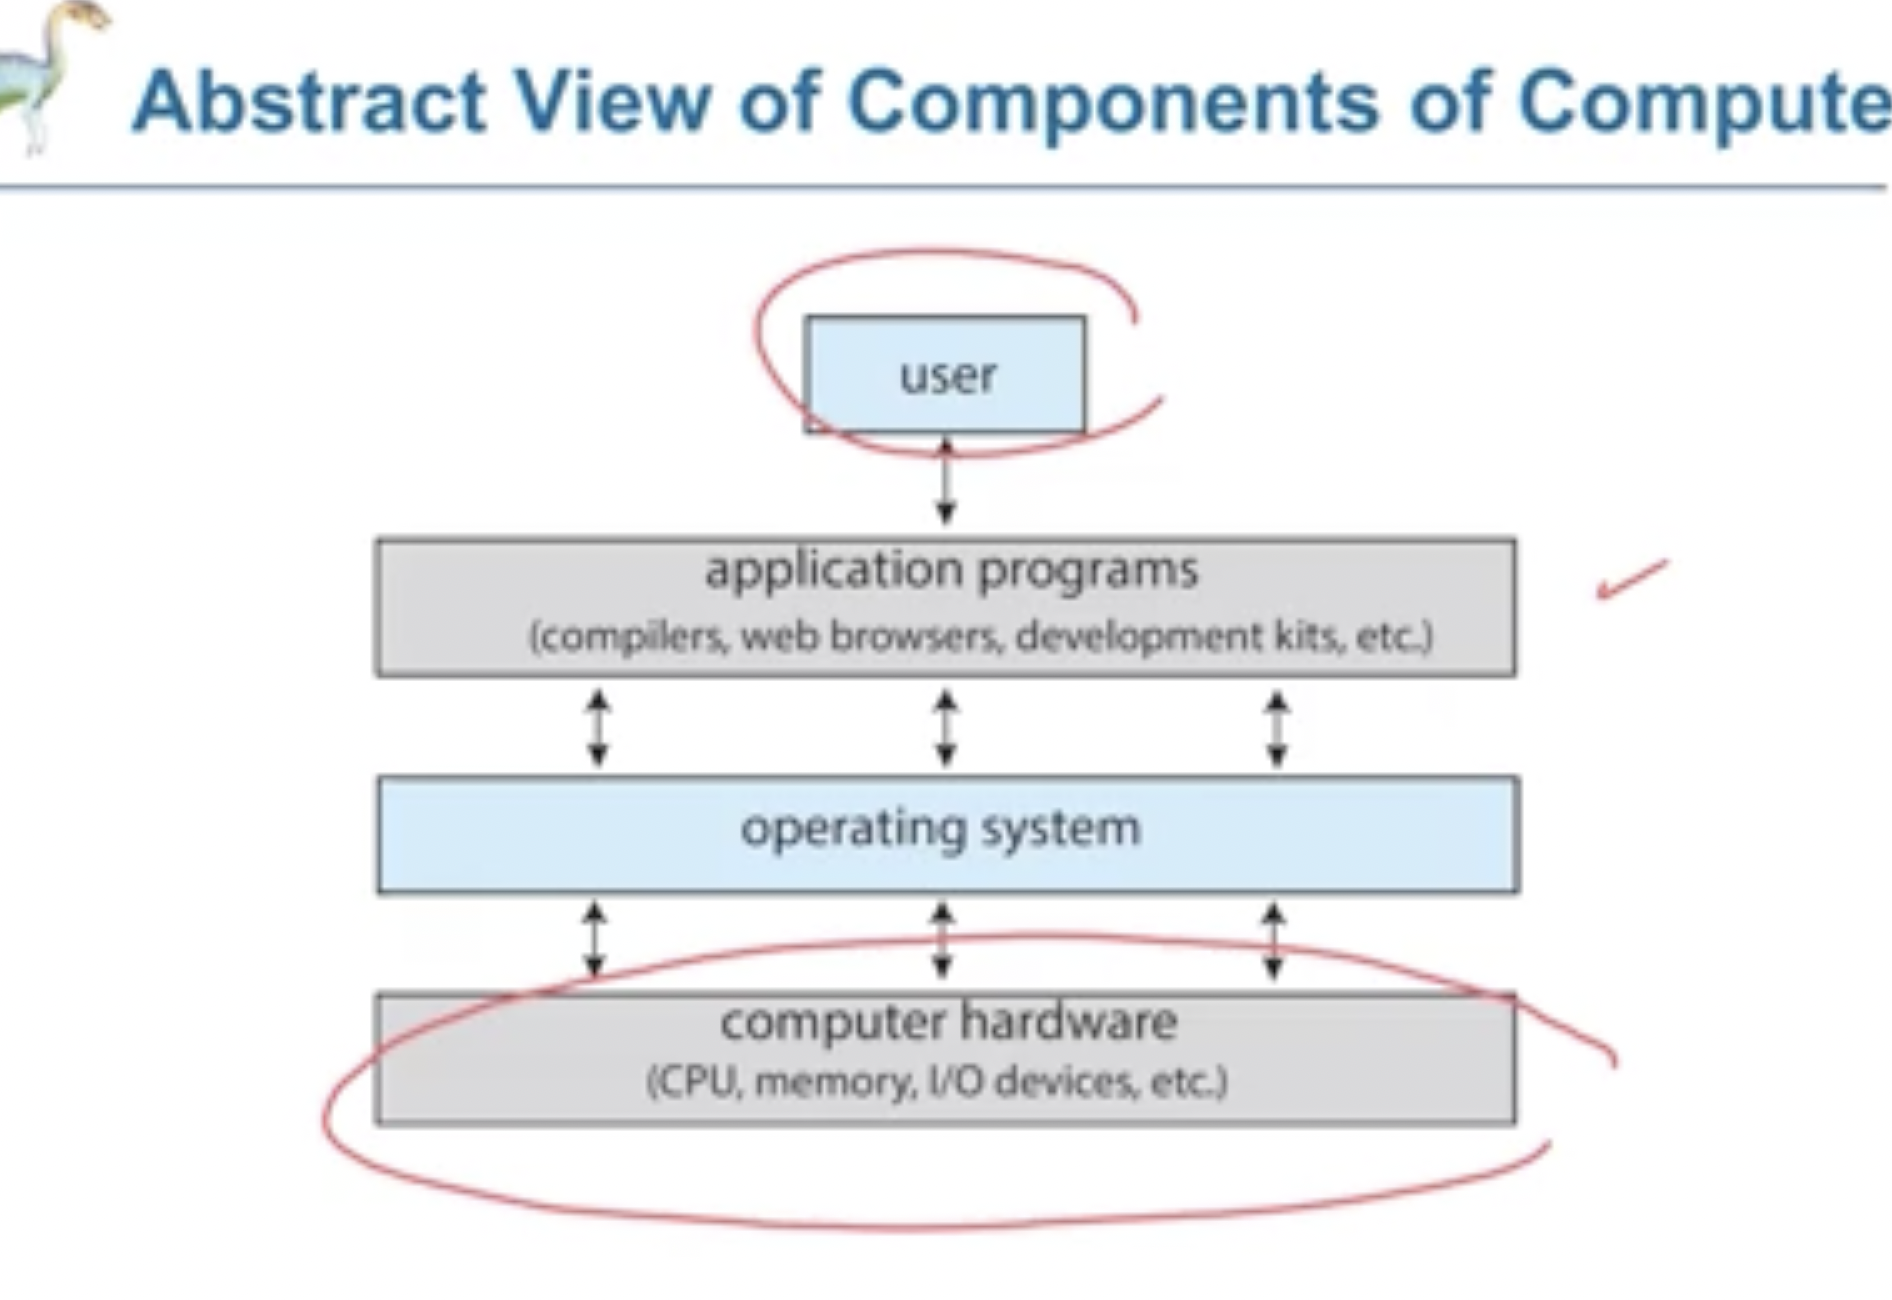 Abstract View of Components of Compute
user
application programs
(compilers, web browsers, development kits, etc.)
operating system
computer hardware
(CPU, memory, I/O devices, etc.)